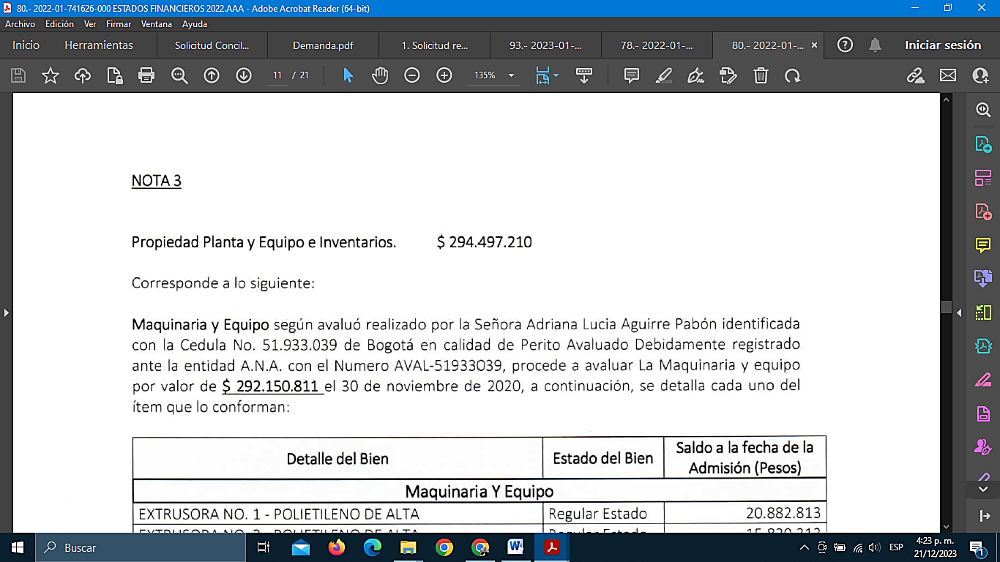 80.- 2022-01-741626-000 ESTADOS FINANCIEROS 2022.AAA - Adobe Acrobat Reader (64-bit)
Archivo Edición Ver Firmar Ventana Ayuda
Inicio Herramientas Solicitud Concil... Demanda.pdf 1. Solicitud re... 93.- 2023-01-... 78.- 2022-01-... 80.- 2022-01-... × Iniciar sesión
11 / 21 135%
NOTA 3
Propiedad Planta y Equipo e Inventarios. $ 294.497.210
Corresponde a lo siguiente:
Maquinaria y Equipo según avaluó realizado por la Señora Adriana Lucia Aguirre Pabón identificada
con la Cedula No. 51.933.039 de Bogotá en calidad de Perito Avaluado Debidamente registrado
ante la entidad A.N.A. con el Numero AVAL-51933039, procede a avaluar La Maquinaria y equipo
por valor de $ 292.150.811 el 30 de noviembre de 2020, a continuación, se detalla cada uno del
ítem que lo conforman:
Detalle del Bien Estado del Bien Saldo a la fecha de la
Admisión (Pesos)
Maquinaria Y Equipo
EXTRUSORA NO. 1 - POLIETILENO DE ALTA Regular Estado 20.882.813
EXTRUSORA NO. 2 - POLIETILENO DE ALTA Regular Estado
Buscar ESP 4:23 p. m.
21/12/2023
1